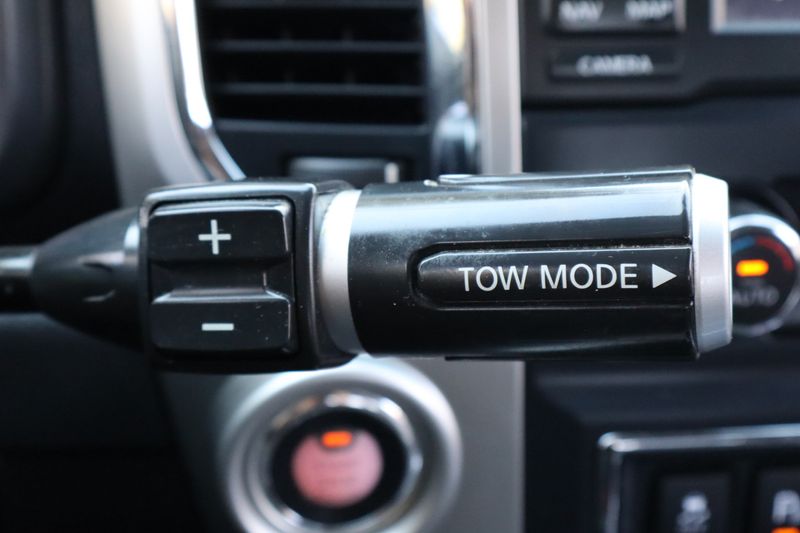 NAV MAP
CAMERA
+
TOW MODE ▶
AUTO
−